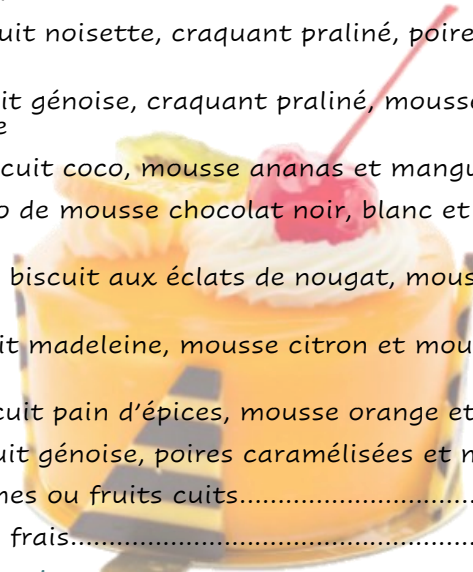 uit noisette, craquant praliné, poire
it génoise, craquant praliné, mousse
e
cuit coco, mousse ananas et mangu
o de mousse chocolat noir, blanc et
biscuit aux éclats de nougat, mous
it madeleine, mousse citron et mou
cuit pain d'épices, mousse orange et
uit génoise, poires caramélisées et m
nes ou fruits cuits....................................
frais.......................................................